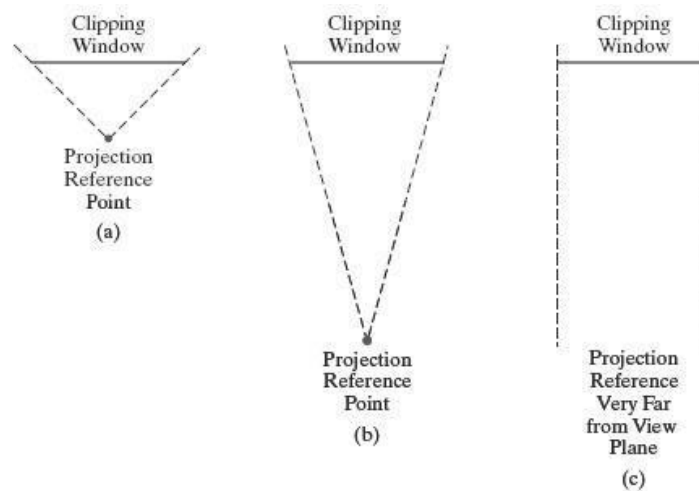 Clipping
Window
Projection
Reference
Point
(a)
Clipping
Window
Projection
Reference
Point
(b)
Clipping
Window
Projection
Reference
Very Far
from View
Plane
(c)